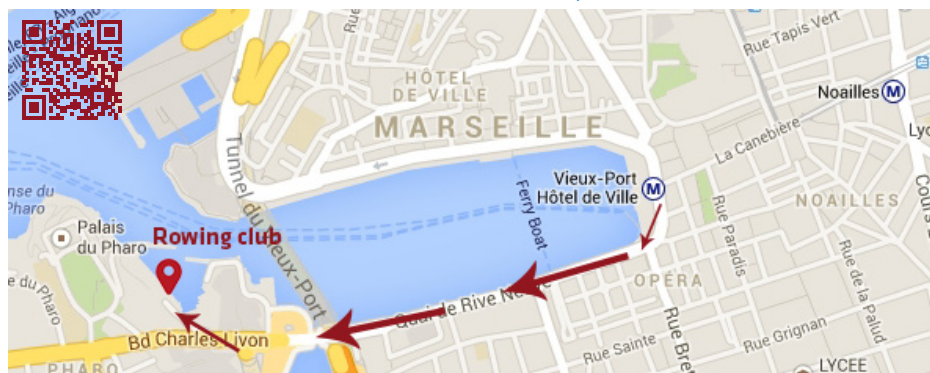 Rue Tapis Vert
HÔTEL
DE VILLE
Noailles M
MARSEILLE
La Canebière
Vieux-Port
Hôtel de Ville M
NOAILLES
Cours
Ferry Boat
Rue Paradis
Tunnel du Vieux-Port
Pharo
Palais
du Pharo
Rowing club
OPÉRA
Rue de la Palud
Quai de Rive
Bd Charles Livon
Rue Sainte
Rue Grignan
PHARO
LYCEE